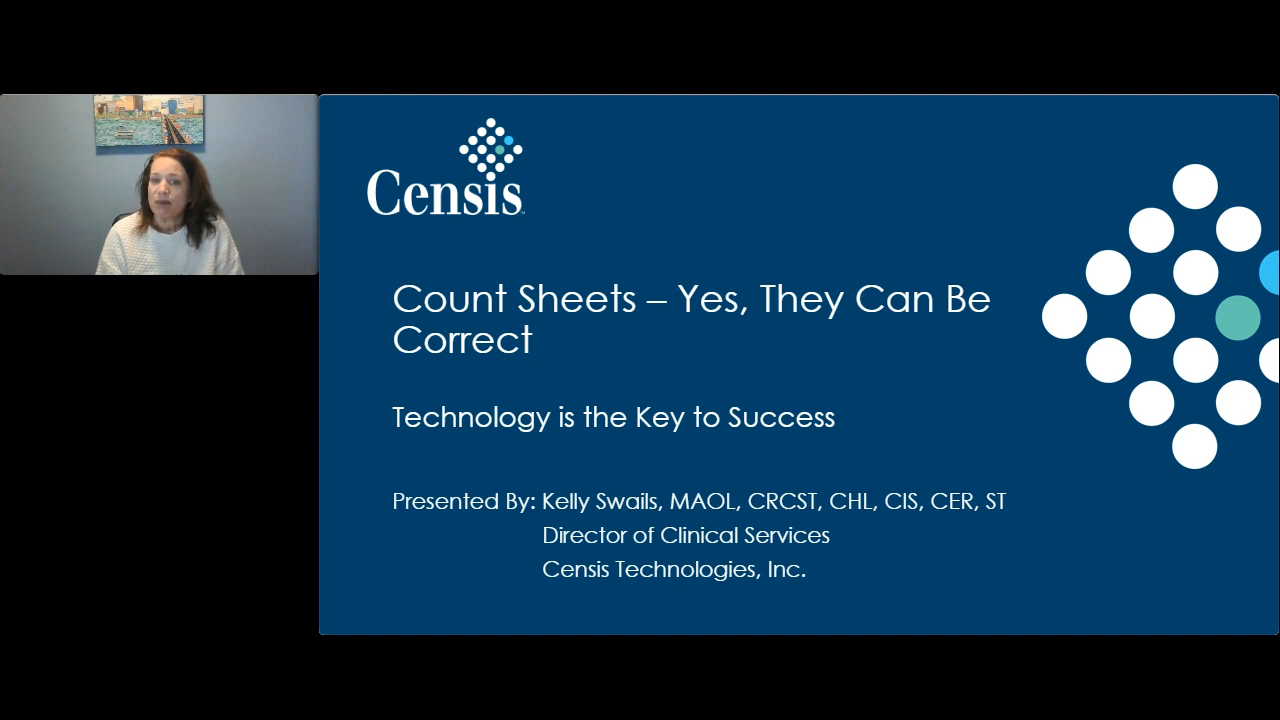 Censis
Count Sheets – Yes, They Can Be
Correct
Technology is the Key to Success
Presented By: Kelly Swails, MAOL, CRCST, CHL, CIS, CER, ST
Director of Clinical Services
Censis Technologies, Inc.